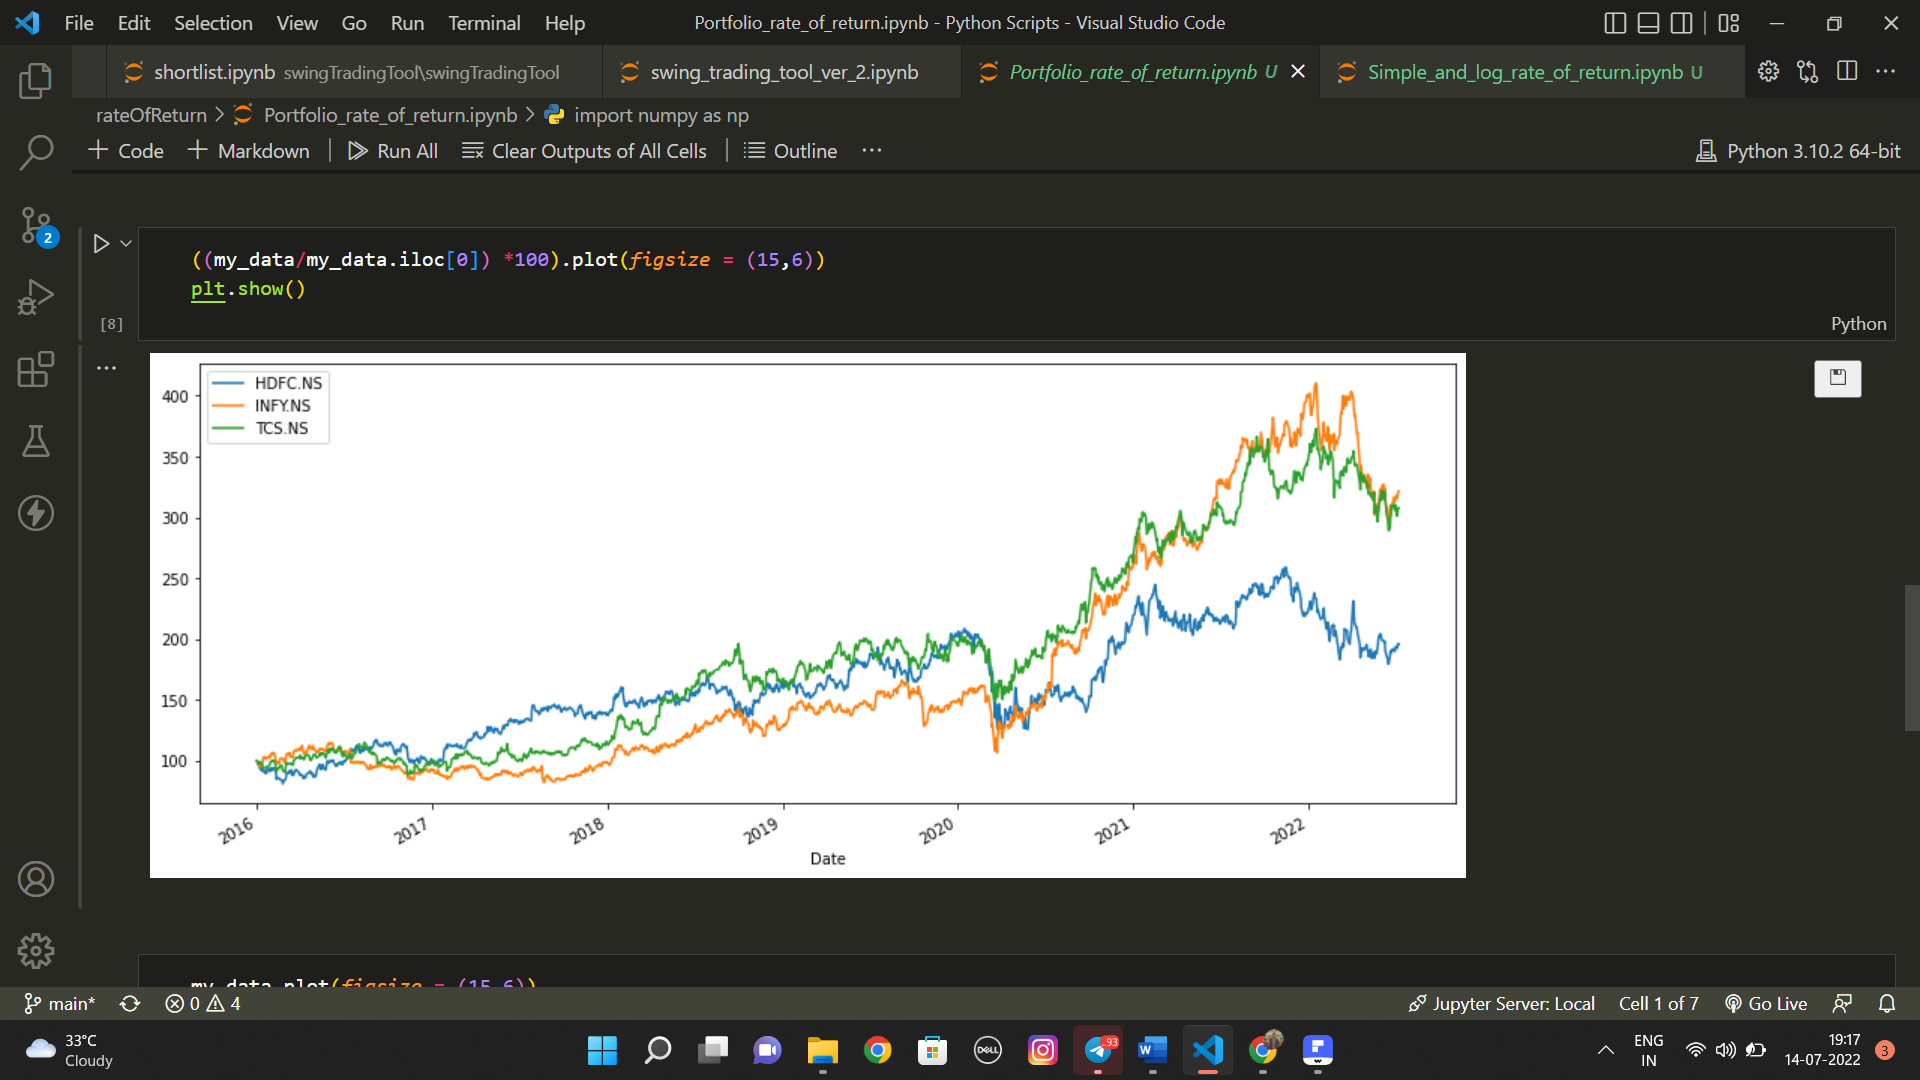 File Edit Selection View Go Run Terminal Help Portfolio_rate_of_return.ipynb - Python Scripts - Visual Studio Code
shortlist.ipynb swingTradingTool\swingTradingTool swing_trading_tool_ver_2.ipynb Portfolio_rate_of_return.ipynb U Simple_and_log_rate_of_return.ipynb U
rateOfReturn > Portfolio_rate_of_return.ipynb > import numpy as np
+ Code + Markdown Run All Clear Outputs of All Cells Outline ... Python 3.10.2 64-bit
2
((my_data/my_data.iloc[0]) *100).plot(figsize = (15,6))
plt.show()
[8] Python
HDFC.NS
INFY.NS
TCS.NS
400
350
300
250
200
150
100
2016 2017 2018 2019 2020 2021 2022
Date
my_data.plot(figsize = (15,6))
main* 0 4 Jupyter Server: Local Cell 1 of 7 Go Live
33°C
Cloudy
DELL
..93
W
F
ENG
IN
19:17
14-07-2022
3